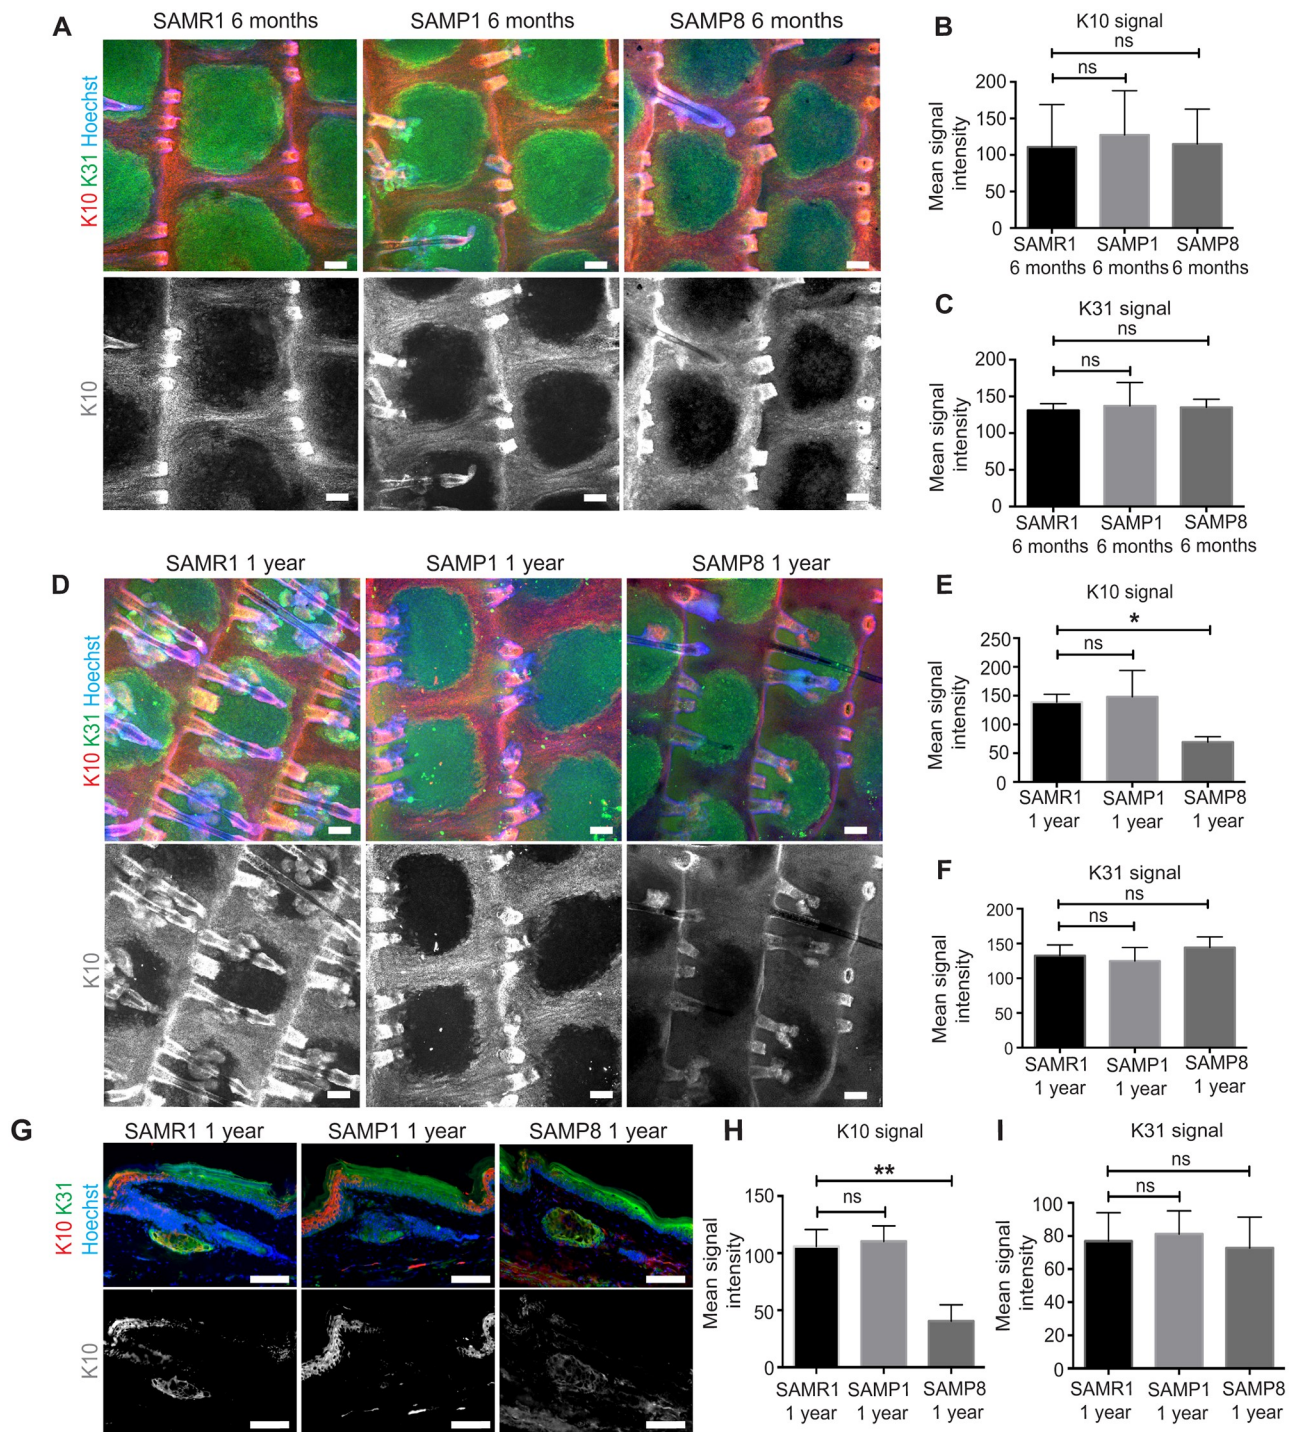 A
SAMR1 6 months
SAMP1 6 months
SAMP8 6 months
K10 K31 Hoechst
K10
B
K10 signal
ns
ns
Mean signal
intensity
200
150
100
50
0
SAMR1 SAMP1 SAMP8
6 months 6 months 6 months
C
K31 signal
ns
ns
Mean signal
intensity
200
150
100
50
0
SAMR1 SAMP1 SAMP8
6 months 6 months 6 months
D
SAMR1 1 year
SAMP1 1 year
SAMP8 1 year
K10 K31 Hoechst
K10
E
K10 signal
*
ns
Mean signal
intensity
250
200
150
100
50
0
SAMR1 SAMP1 SAMP8
1 year 1 year 1 year
F
K31 signal
ns
ns
Mean signal
intensity
200
150
100
50
0
SAMR1 SAMP1 SAMP8
1 year 1 year 1 year
G
SAMR1 1 year
SAMP1 1 year
SAMP8 1 year
K10 K31
Hoechst
K10
H
K10 signal
**
ns
Mean signal
intensity
150
100
50
0
SAMR1 SAMP1 SAMP8
1 year 1 year 1 year
I
K31 signal
ns
ns
Mean signal
intensity
100
80
60
40
20
0
SAMR1 SAMP1 SAMP8
1 year 1 year 1 year